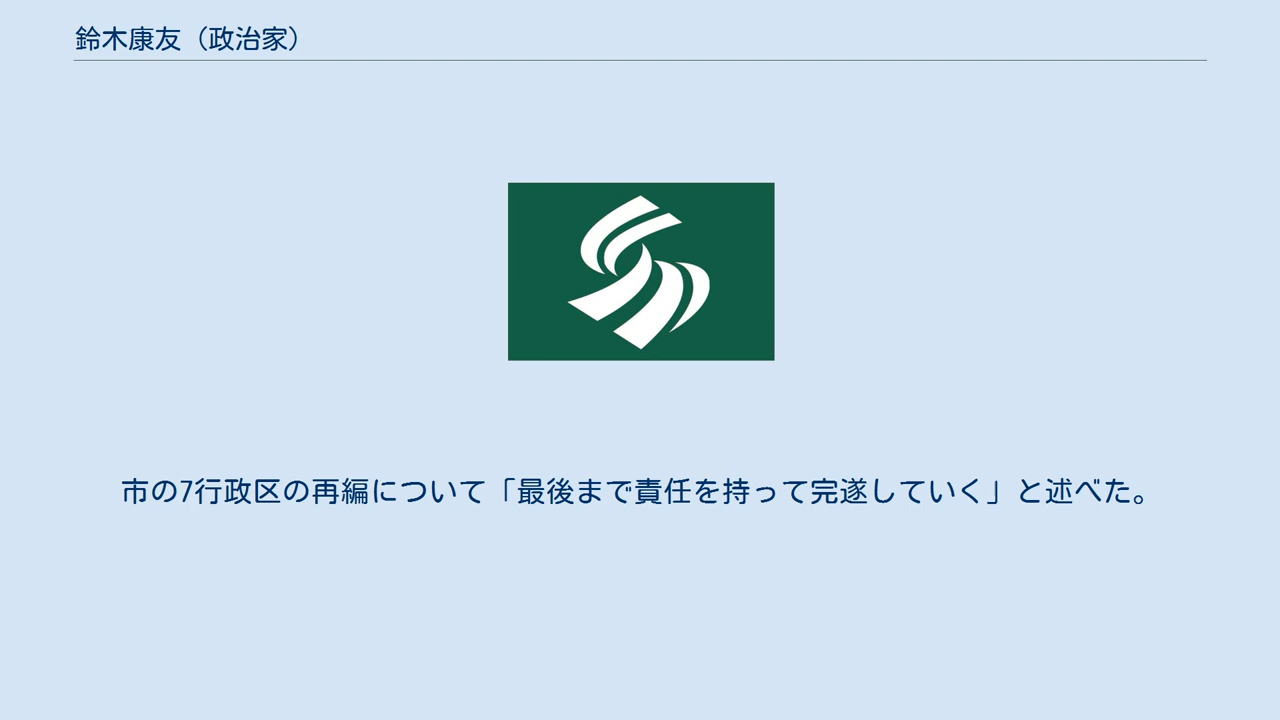 鈴木康友（政治家）
市の7行政区の再編について「最後まで責任を持って完遂していく」と述べた。